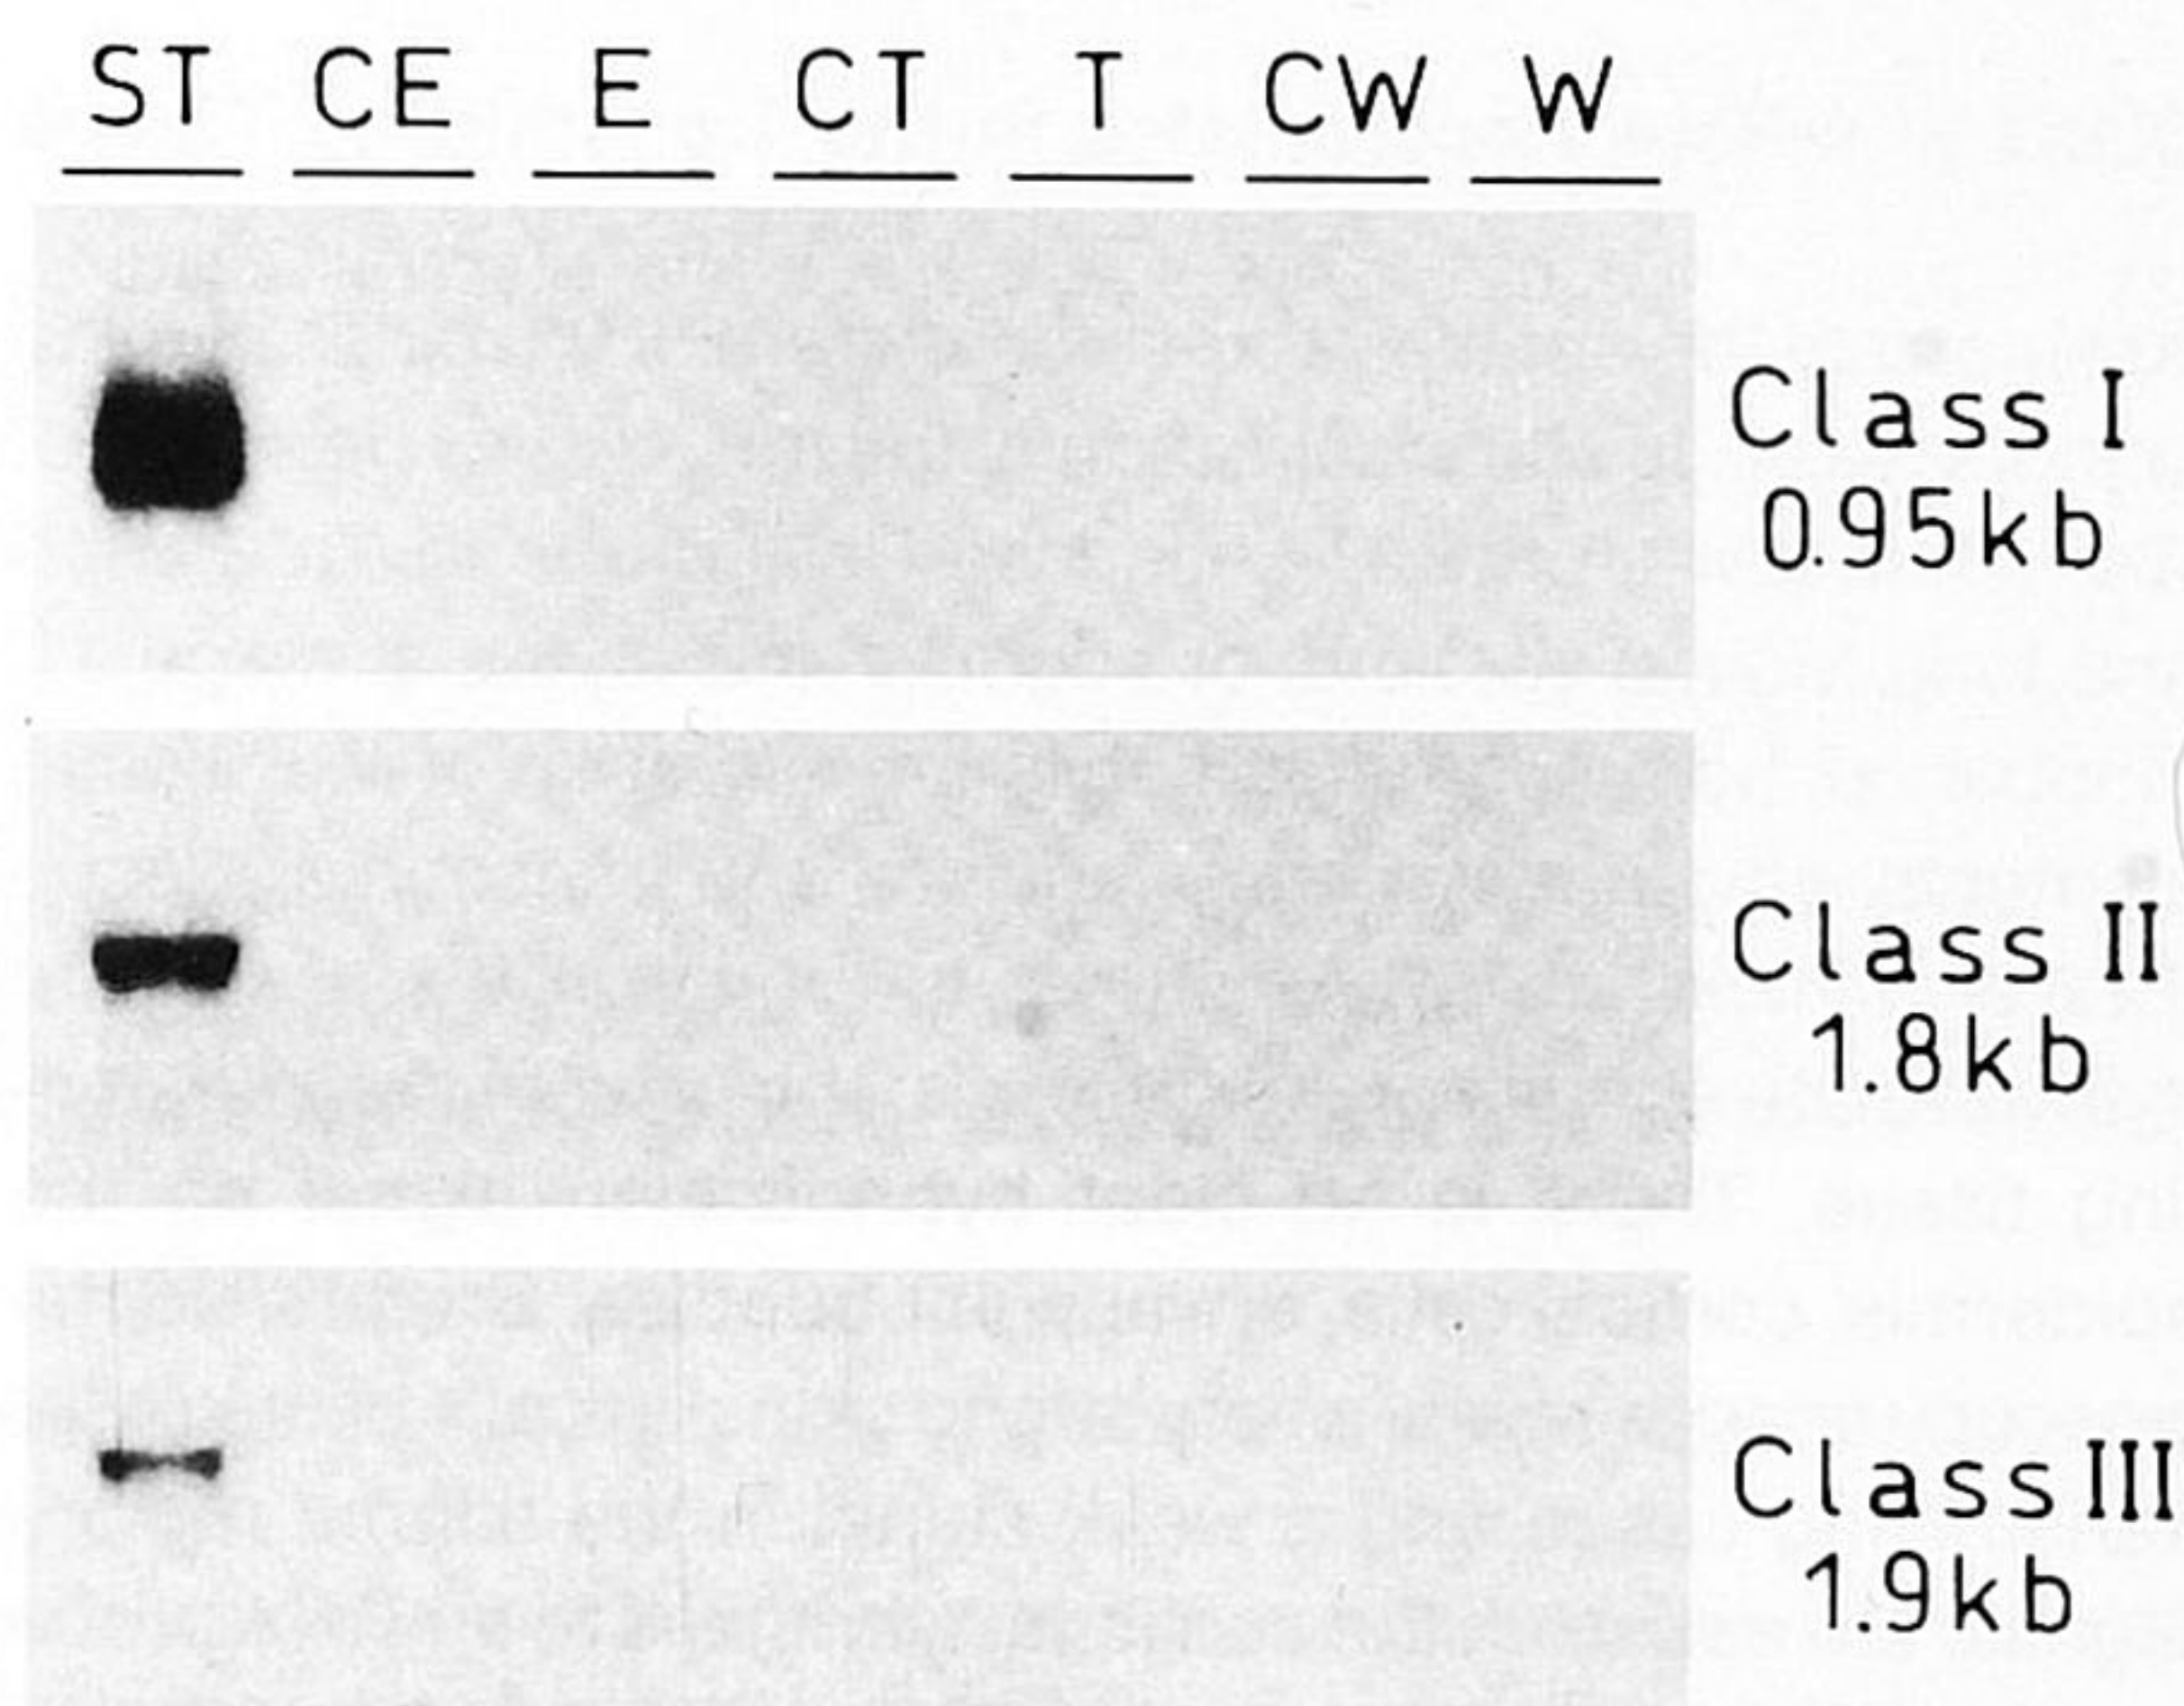 ST CE E CT T CW W
Class I
0.95kb
Class II
1.8kb
Class III
1.9kb